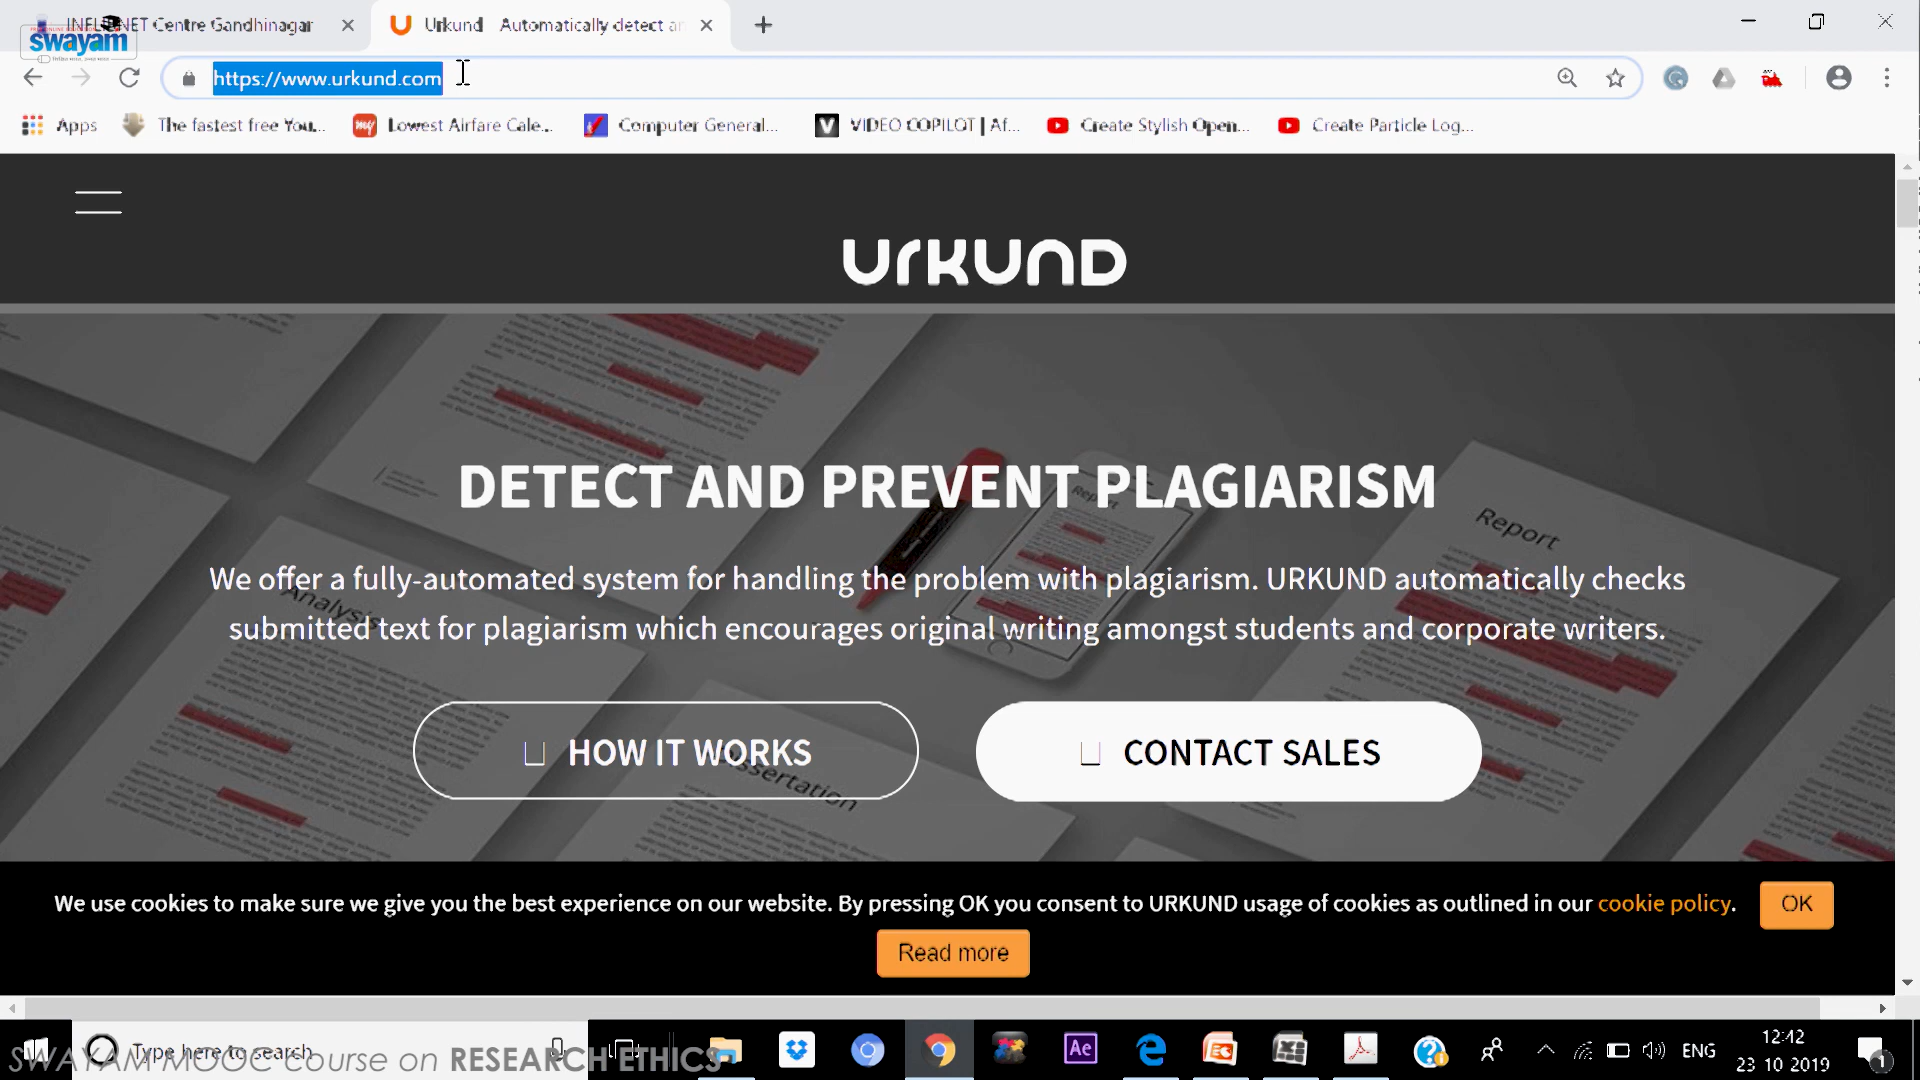 INFLIBNET Centre Gandhinagar
Urkund Automatically detect an
swayam
https://www.urkund.com
Apps The fastest free You... Lowest Airfare Cale... Computer General... VIDEO COPILOT | Af... Create Stylish Open... Create Particle Log...
URKUND
DETECT AND PREVENT PLAGIARISM
We offer a fully-automated system for handling the problem with plagiarism. URKUND automatically checks
submitted text for plagiarism which encourages original writing amongst students and corporate writers.
Report
Report
Analysis
Dissertation
HOW IT WORKS
CONTACT SALES
We use cookies to make sure we give you the best experience on our website. By pressing OK you consent to URKUND usage of cookies as outlined in our cookie policy. OK
Read more
Type here to search
SWAYAM MOOC course on RESEARCH ETHICS
Ae
ENG
12:42
23-10-2019
1